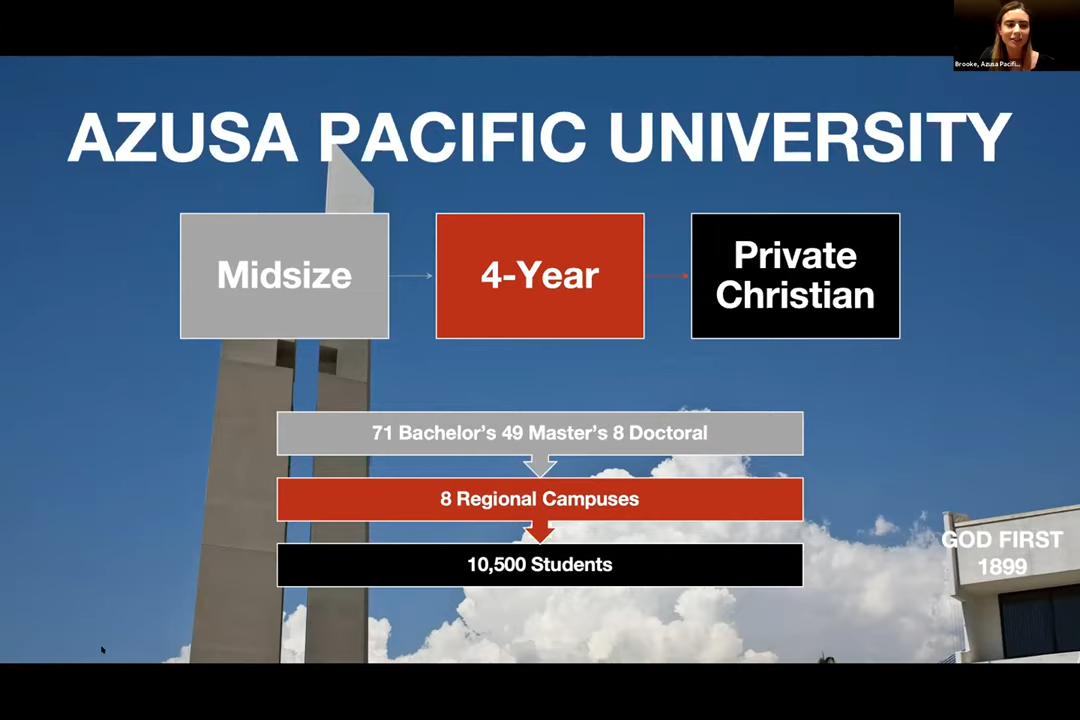 Brooke, Azusa Pacifi...
AZUSA PACIFIC UNIVERSITY
Midsize
4-Year
Private
Christian
71 Bachelor’s 49 Master’s 8 Doctoral
8 Regional Campuses
10,500 Students
GOD FIRST
1899